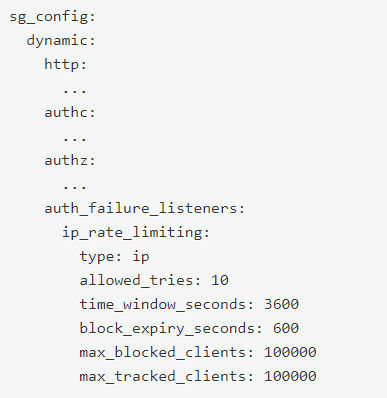 sg_config:
  dynamic:
    http:
      ...
    authc:
      ...
    authz:
      ...
    auth_failure_listeners:
      ip_rate_limiting:
        type: ip
        allowed_tries: 10
        time_window_seconds: 3600
        block_expiry_seconds: 600
        max_blocked_clients: 100000
        max_tracked_clients: 100000